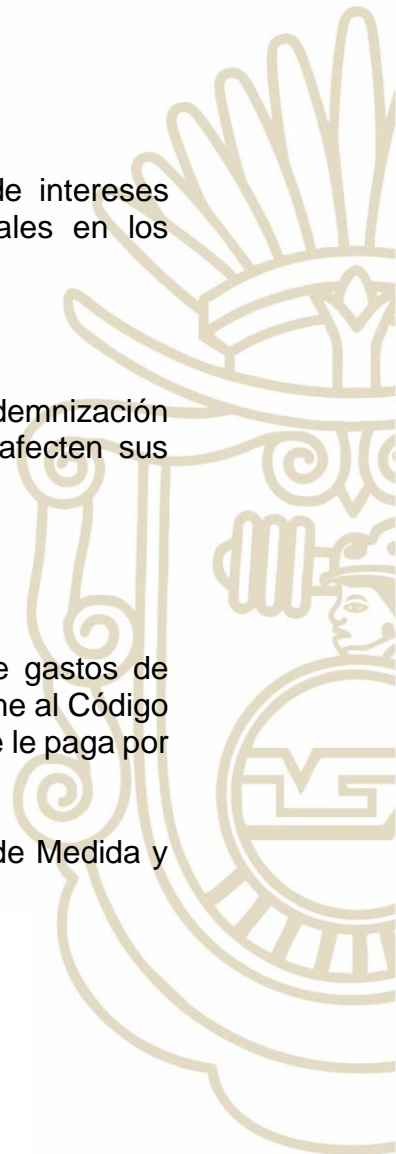 de intereses
ales en los
demnización
afecten sus
e gastos de
ne al Código
e le paga por
de Medida y